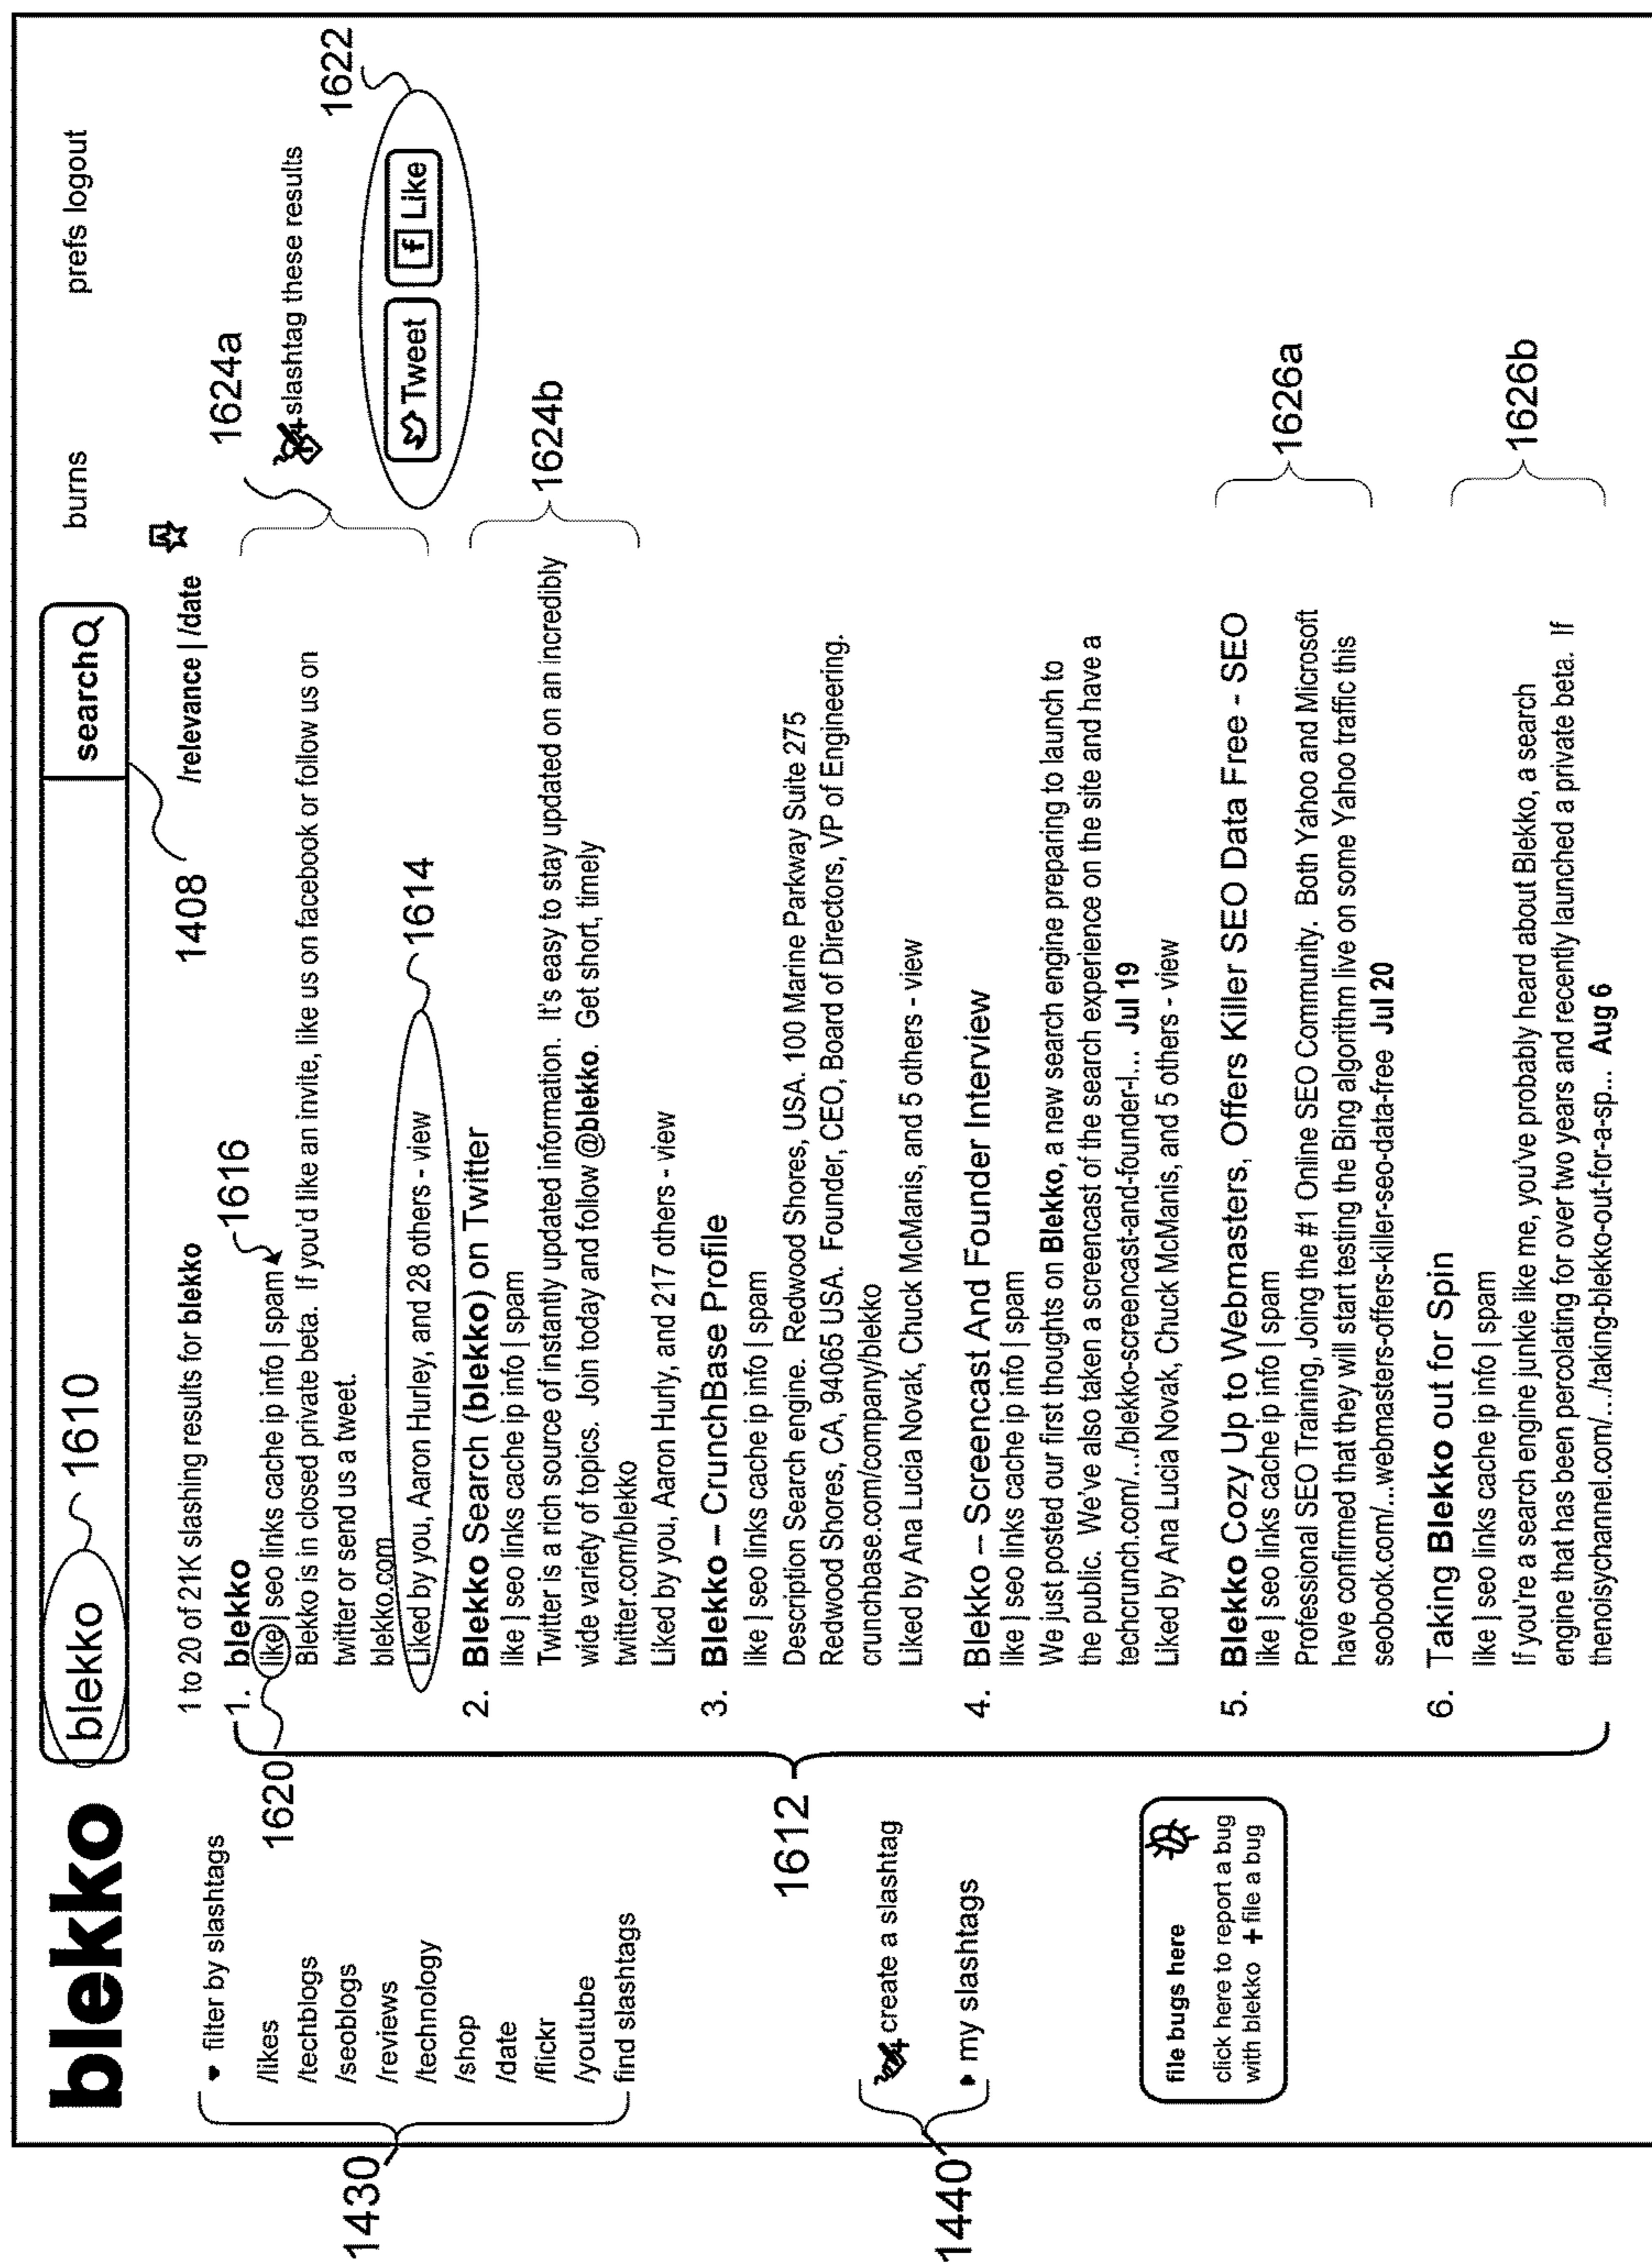 burns prefs logout
blekko
blekko
search
1610
1408
1 to 20 of 21K slashing results for blekko
/relevance | /date
1430
filter by slashtags
/likes
/techblogs
/seoblogs
/reviews
/technology
/shop
/date
/flickr
/youtube
find slashtags
1440
create a slashtag
my slashtags
file bugs here
click here to report a bug
with blekko + file a bug
1612
1620
1. blekko
like | seo links cache ip info | spam
1616
Blekko is in closed private beta. If you'd like an invite, like us on facebook or follow us on
twitter or send us a tweet.
blekko.com
Liked by you, Aaron Hurley, and 28 others - view
1614
2. Blekko Search (blekko) on Twitter
like | seo links cache ip info | spam
Twitter is a rich source of instantly updated information. It's easy to stay updated on an incredibly
wide variety of topics. Join today and follow @blekko. Get short, timely
twitter.com/blekko
Liked by you, Aaron Hurly, and 217 others - view
3. Blekko – CrunchBase Profile
like | seo links cache ip info | spam
Description Search engine. Redwood Shores, USA. 100 Marine Parkway Suite 275
Redwood Shores, CA, 94065 USA. Founder, CEO, Board of Directors, VP of Engineering.
crunchbase.com/company/blekko
Liked by Ana Lucia Novak, Chuck McManis, and 5 others - view
4. Blekko – Screencast And Founder Interview
like | seo links cache ip info | spam
We just posted our first thoughts on Blekko, a new search engine preparing to launch to
the public. We've also taken a screencast of the search experience on the site and have a
techcrunch.com/.../blekko-screencast-and-founder-I... Jul 19
Liked by Ana Lucia Novak, Chuck McManis, and 5 others - view
5. Blekko Cozy Up to Webmasters, Offers Killer SEO Data Free - SEO
like | seo links cache ip info | spam
Professional SEO Training, Joing the #1 Online SEO Community. Both Yahoo and Microsoft
have confirmed that they will start testing the Bing algorithm live on some Yahoo traffic this
seobook.com/...webmasters-offers-killer-seo-data-free Jul 20
6. Taking Blekko out for Spin
like | seo links cache ip info | spam
If you're a search engine junkie like me, you've probably heard about Blekko, a search
engine that has been percolating for over two years and recently launched a private beta. If
thenoisychannel.com/.../taking-blekko-out-for-a-sp... Aug 6
1624a
slashtag these results
1622
Tweet
f Like
1624b
1626a
1626b